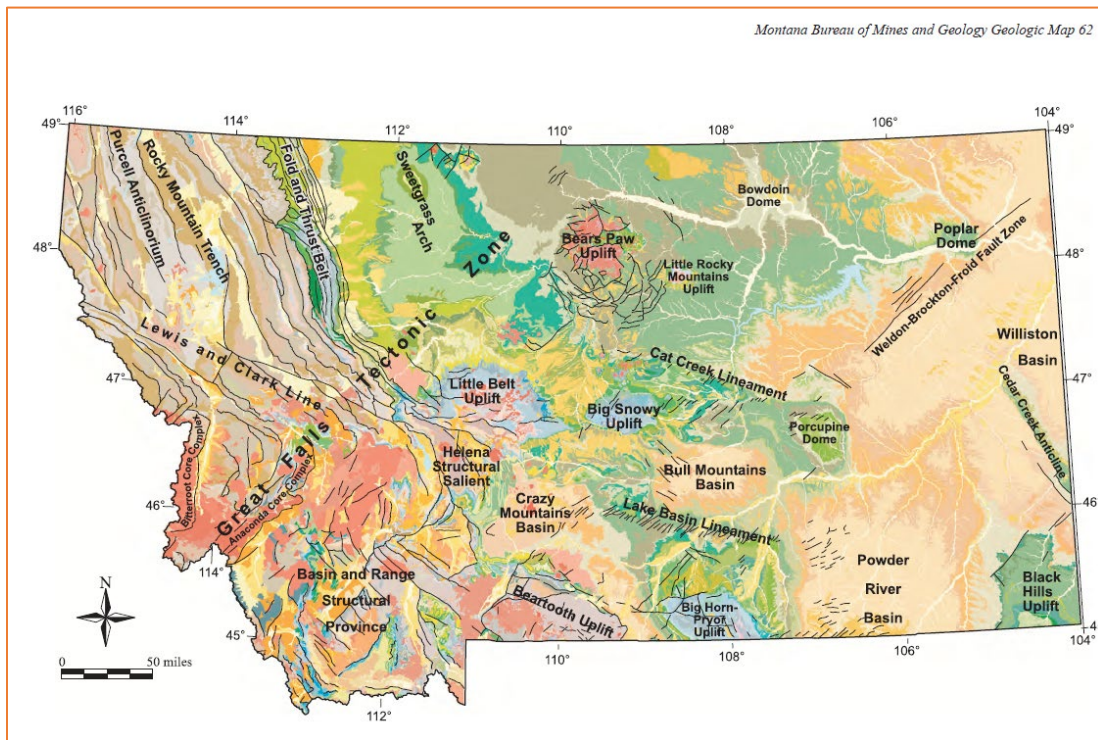 Montana Bureau of Mines and Geology Geologic Map 62
116°
114°
112°
110°
108°
106°
104°
49°
49°
Purcell Anticlinorium
Rocky Mountain Trench
Fold and Thrust Belt
Sweetgrass
Arch
Bowdoin
Dome
Poplar
Dome
48°
48°
Bears Paw
Uplift
Little Rocky
Mountains
Uplift
Weldon-Brockton-Froid Fault Zone
Great Falls Tectonic Zone
Williston
Basin
Lewis and Clark Line
47°
47°
Cat Creek Lineament
Little Belt
Uplift
Big Snowy
Uplift
Cedar Creek Anticline
Porcupine
Dome
Bitterroot Core Complex
Anaconda Core Complex
Helena
Structural
Salient
Bull Mountains
Basin
46°
46°
Crazy
Mountains
Basin
Lake Basin Lineament
114°
Basin and Range
Structural
Province
Beartooth Uplift
Big Horn-
Pryor
Uplift
Powder
River
Basin
Black
Hills
Uplift
N
45°
4
104°
110°
108°
106°
0 50 miles
112°